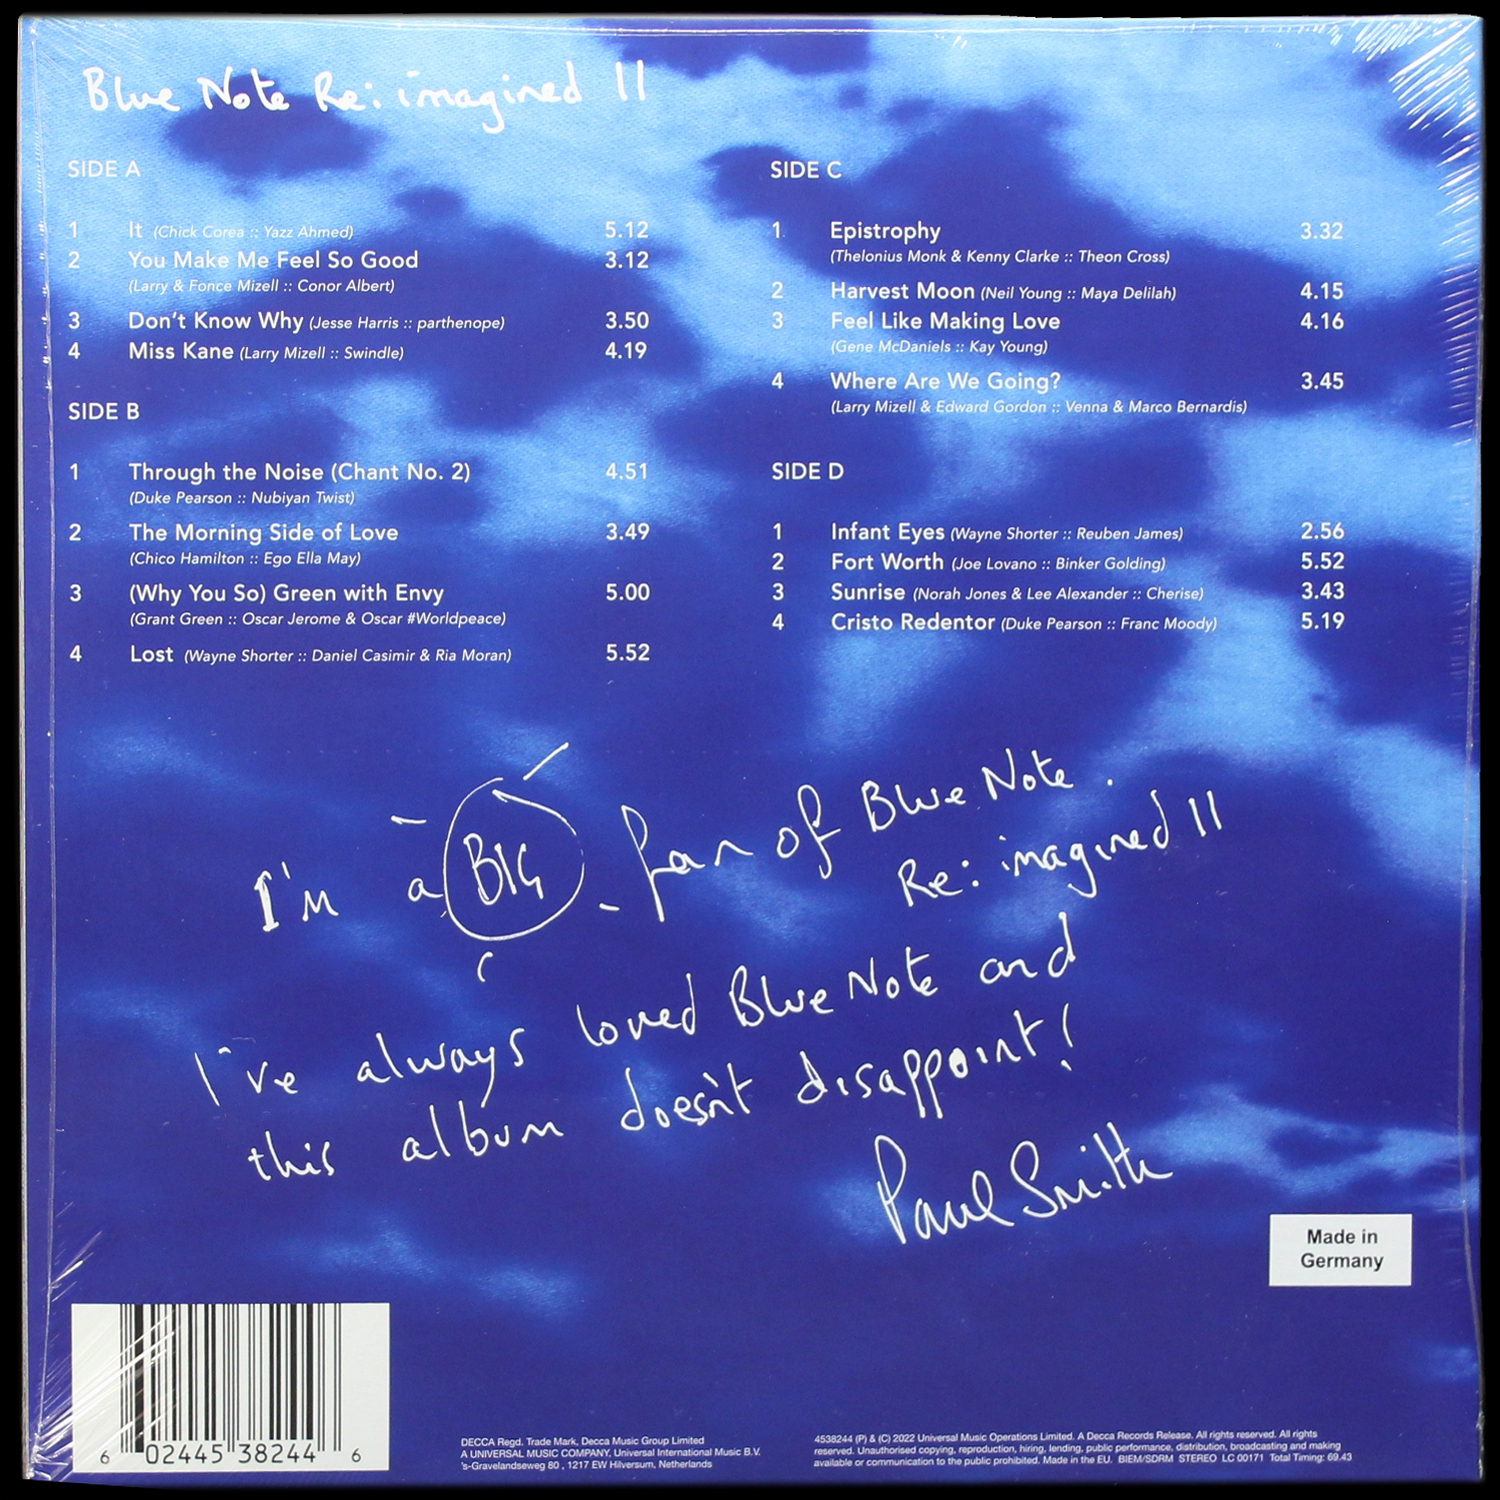 Blue Note Re:imagined II
SIDE A
1 It (Chick Corea :: Yazz Ahmed) 5.12
2 You Make Me Feel So Good 3.12
(Larry & Fonce Mizell :: Conor Albert)
3 Don't Know Why (Jesse Harris :: parthenope) 3.50
4 Miss Kane (Larry Mizell :: Swindle) 4.19
SIDE B
1 Through the Noise (Chant No. 2) 4.51
(Duke Pearson :: Nubiyan Twist)
2 The Morning Side of Love 3.49
(Chico Hamilton :: Ego Ella May)
3 (Why You So) Green with Envy 5.00
(Grant Green :: Oscar Jerome & Oscar #Worldpeace)
4 Lost (Wayne Shorter :: Daniel Casimir & Ria Moran) 5.52
SIDE C
1 Epistrophy 3.32
(Thelonius Monk & Kenny Clarke :: Theon Cross)
2 Harvest Moon (Neil Young :: Maya Delilah) 4.15
3 Feel Like Making Love 4.16
(Gene McDaniels :: Kay Young)
4 Where Are We Going? 3.45
(Larry Mizell & Edward Gordon :: Venna & Marco Bernardis)
SIDE D
1 Infant Eyes (Wayne Shorter :: Reuben James) 2.56
2 Fort Worth (Joe Lovano :: Binker Golding) 5.52
3 Sunrise (Norah Jones & Lee Alexander :: Cherise) 3.43
4 Cristo Redentor (Duke Pearson :: Franc Moody) 5.19
I'm a BIG fan of Blue Note.
Re:imagined II
I've always loved Blue Note and
this album doesn't disappoint!
Paul Smith
Made in
Germany
6 02445 38244 6
DECCA Regd. Trade Mark, Decca Music Group Limited
A UNIVERSAL MUSIC COMPANY, Universal International Music B.V.
's-Gravelandseweg 80 , 1217 EW Hilversum, Netherlands
4538244 (P) & (C) 2022 Universal Music Operations Limited. A Decca Records Release. All rights reserved. All rights
reserved. Unauthorised copying, reproduction, hiring, lending, public performance, distribution, broadcasting and making
available or communication to the public prohibited. Made in the EU. BIEM/SDRM STEREO LC 00171 Total Timing: 69.43